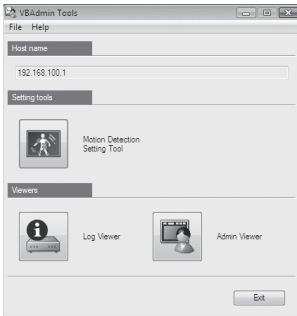 VBAdmin Tools
File Help
Host name
192.168.100.1
Setting tools
Motion Detection
Setting Tool
Viewers
Log Viewer
Admin Viewer
Exit